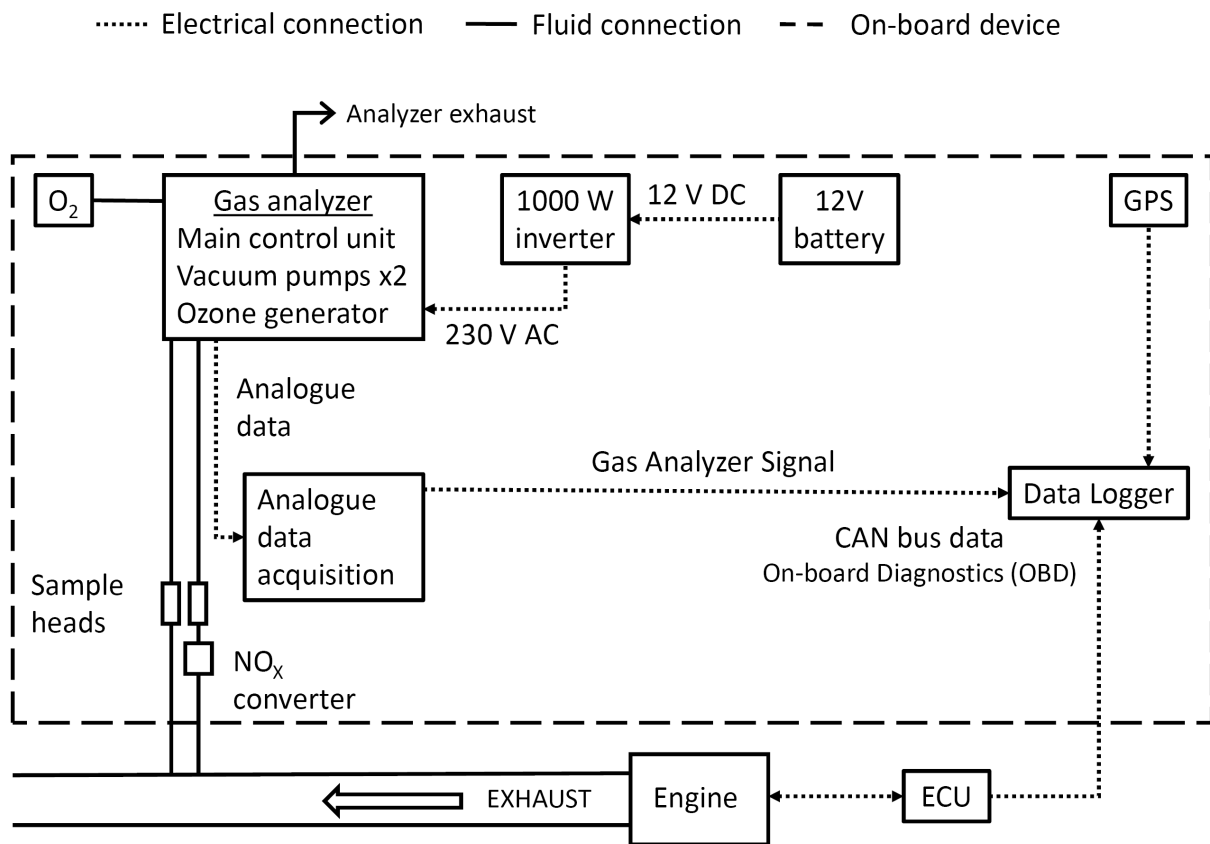 Electrical connection
Fluid connection
On-board device
Analyzer exhaust
O₂
Gas analyzer
Main control unit
Vacuum pumps x2
Ozone generator
1000 W
inverter
12 V DC
12V
battery
GPS
230 V AC
Analogue
data
Gas Analyzer Signal
Analogue
data
acquisition
Data Logger
CAN bus data
On-board Diagnostics (OBD)
Sample
heads
NOₓ
converter
EXHAUST
Engine
ECU